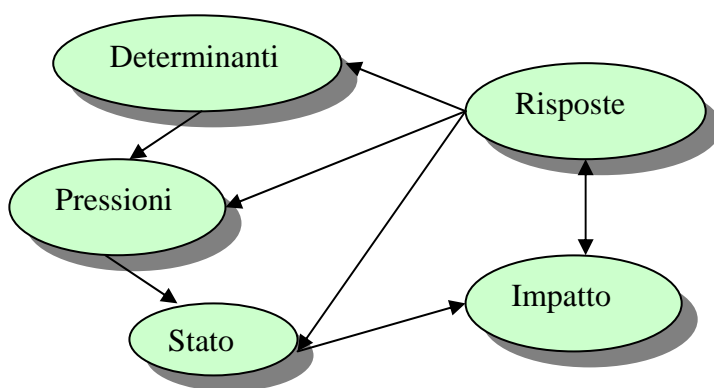 Determinanti
Risposte
Pressioni
Impatto
Stato